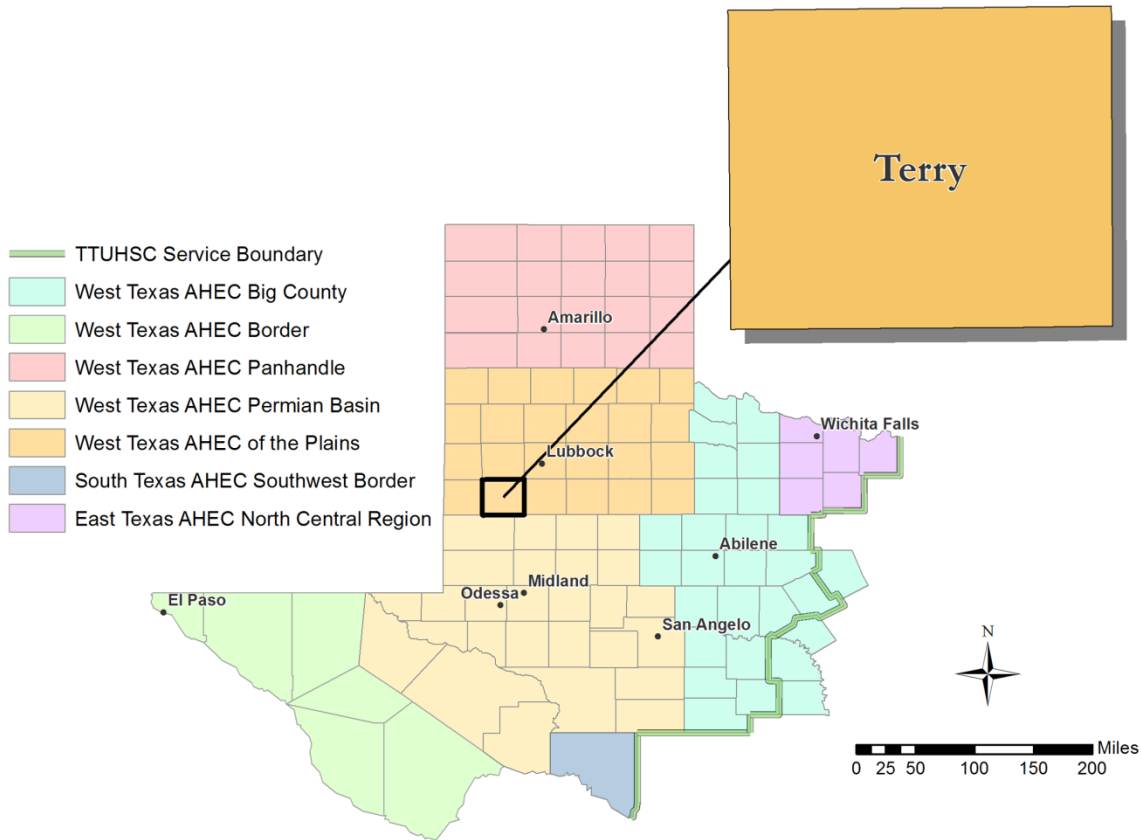 Terry
TTUHSC Service Boundary
West Texas AHEC Big County
West Texas AHEC Border
West Texas AHEC Panhandle
West Texas AHEC Permian Basin
West Texas AHEC of the Plains
South Texas AHEC Southwest Border
East Texas AHEC North Central Region
Amarillo
Wichita Falls
Lubbock
Abilene
Midland
Odessa
El Paso
San Angelo
N
Miles
0 25 50 100 150 200